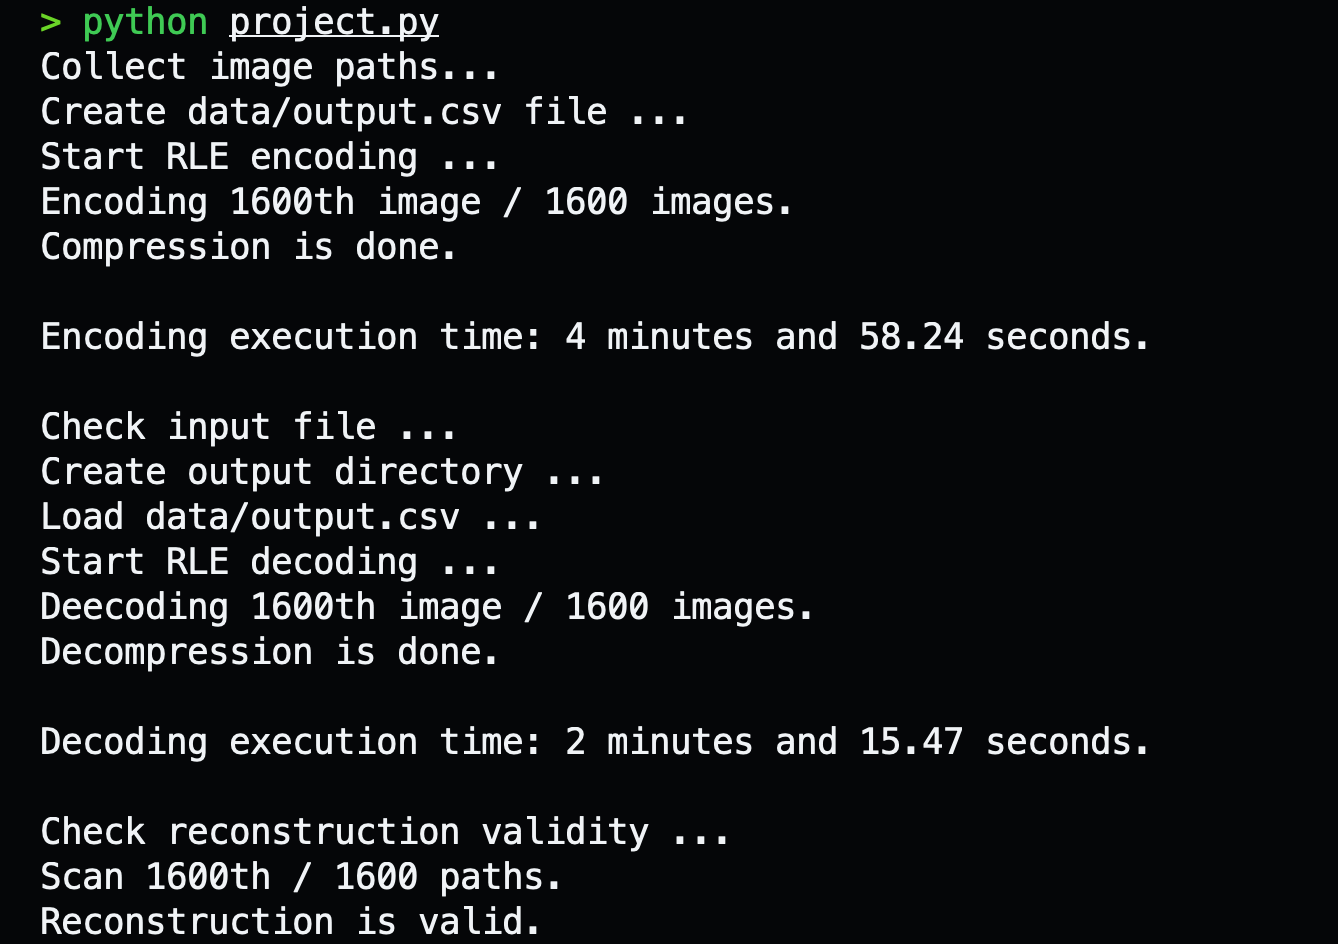 > python project.py
Collect image paths...
Create data/output.csv file ...
Start RLE encoding ...
Encoding 1600th image / 1600 images.
Compression is done.
Encoding execution time: 4 minutes and 58.24 seconds.
Check input file ...
Create output directory ...
Load data/output.csv ...
Start RLE decoding ...
Deecoding 1600th image / 1600 images.
Decompression is done.
Decoding execution time: 2 minutes and 15.47 seconds.
Check reconstruction validity ...
Scan 1600th / 1600 paths.
Reconstruction is valid.